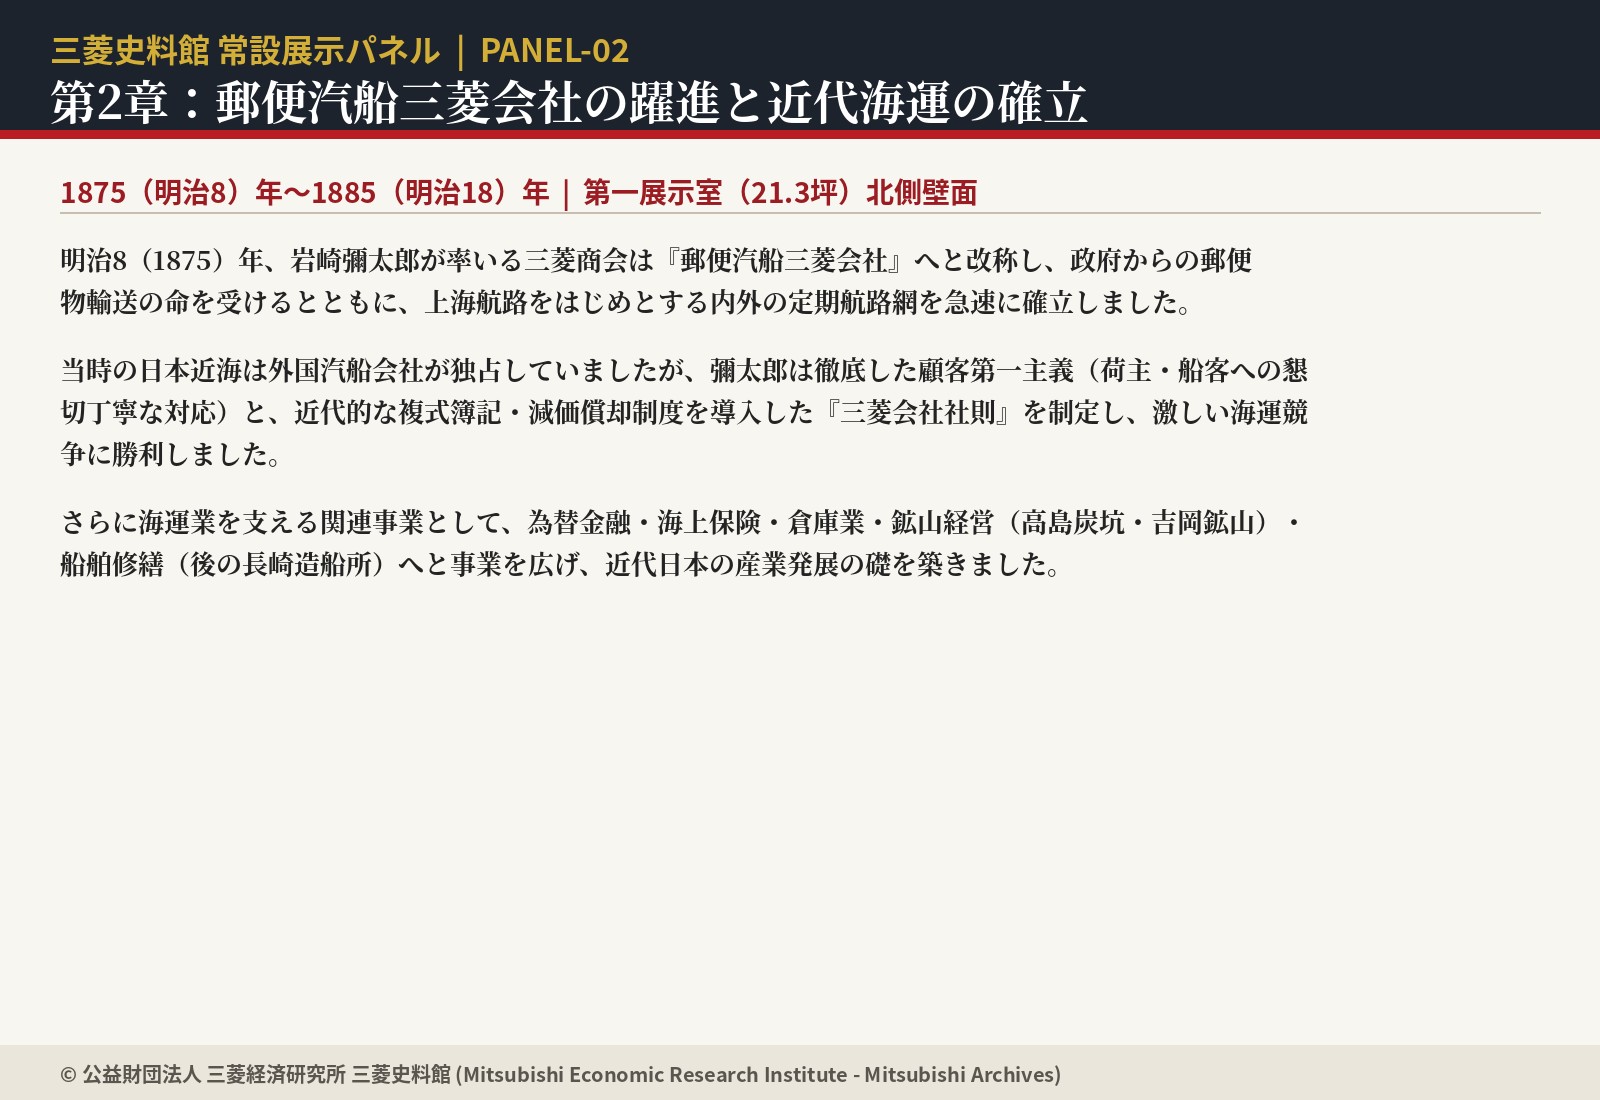 三菱史料館 常設展示パネル | PANEL-02
第2章：郵便汽船三菱会社の躍進と近代海運の確立
1875（明治8）年〜1885（明治18）年 | 第一展示室（21.3坪）北側壁面
明治8（1875）年、岩崎彌太郎が率いる三菱商会は『郵便汽船三菱会社』へと改称し、政府からの郵便
物輸送の命を受けるとともに、上海航路をはじめとする内外の定期航路網を急速に確立しました。
当時の日本近海は外国汽船会社が独占していましたが、彌太郎は徹底した顧客第一主義（荷主・船客への懇
切丁寧な対応）と、近代的な複式簿記・減価償却制度を導入した『三菱会社社則』を制定し、激しい海運競
争に勝利しました。
さらに海運業を支える関連事業として、為替金融・海上保険・倉庫業・鉱山経営（高島炭坑・吉岡鉱山）・
船舶修繕（後の長崎造船所）へと事業を広げ、近代日本の産業発展の礎を築きました。
© 公益財団法人 三菱経済研究所 三菱史料館 (Mitsubishi Economic Research Institute - Mitsubishi Archives)